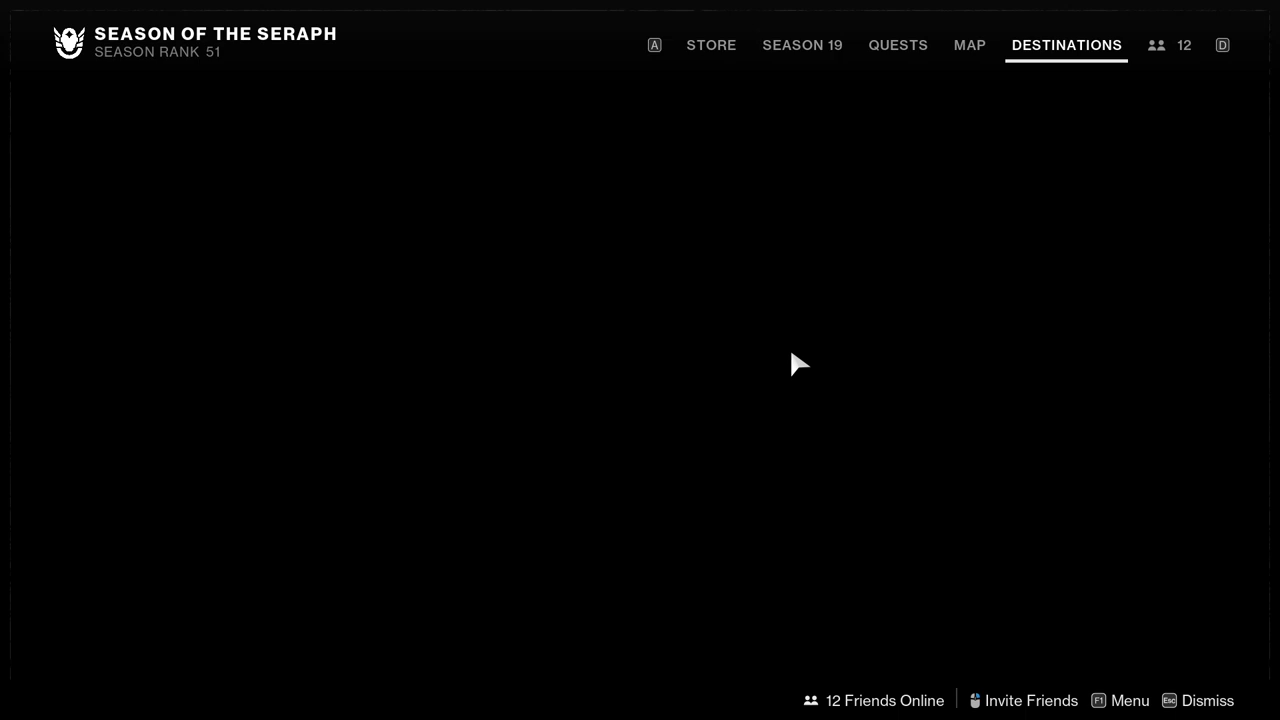 SEASON OF THE SERAPH
SEASON RANK 51
A STORE SEASON 19 QUESTS MAP DESTINATIONS 12 D
12 Friends Online Invite Friends F1 Menu Esc Dismiss